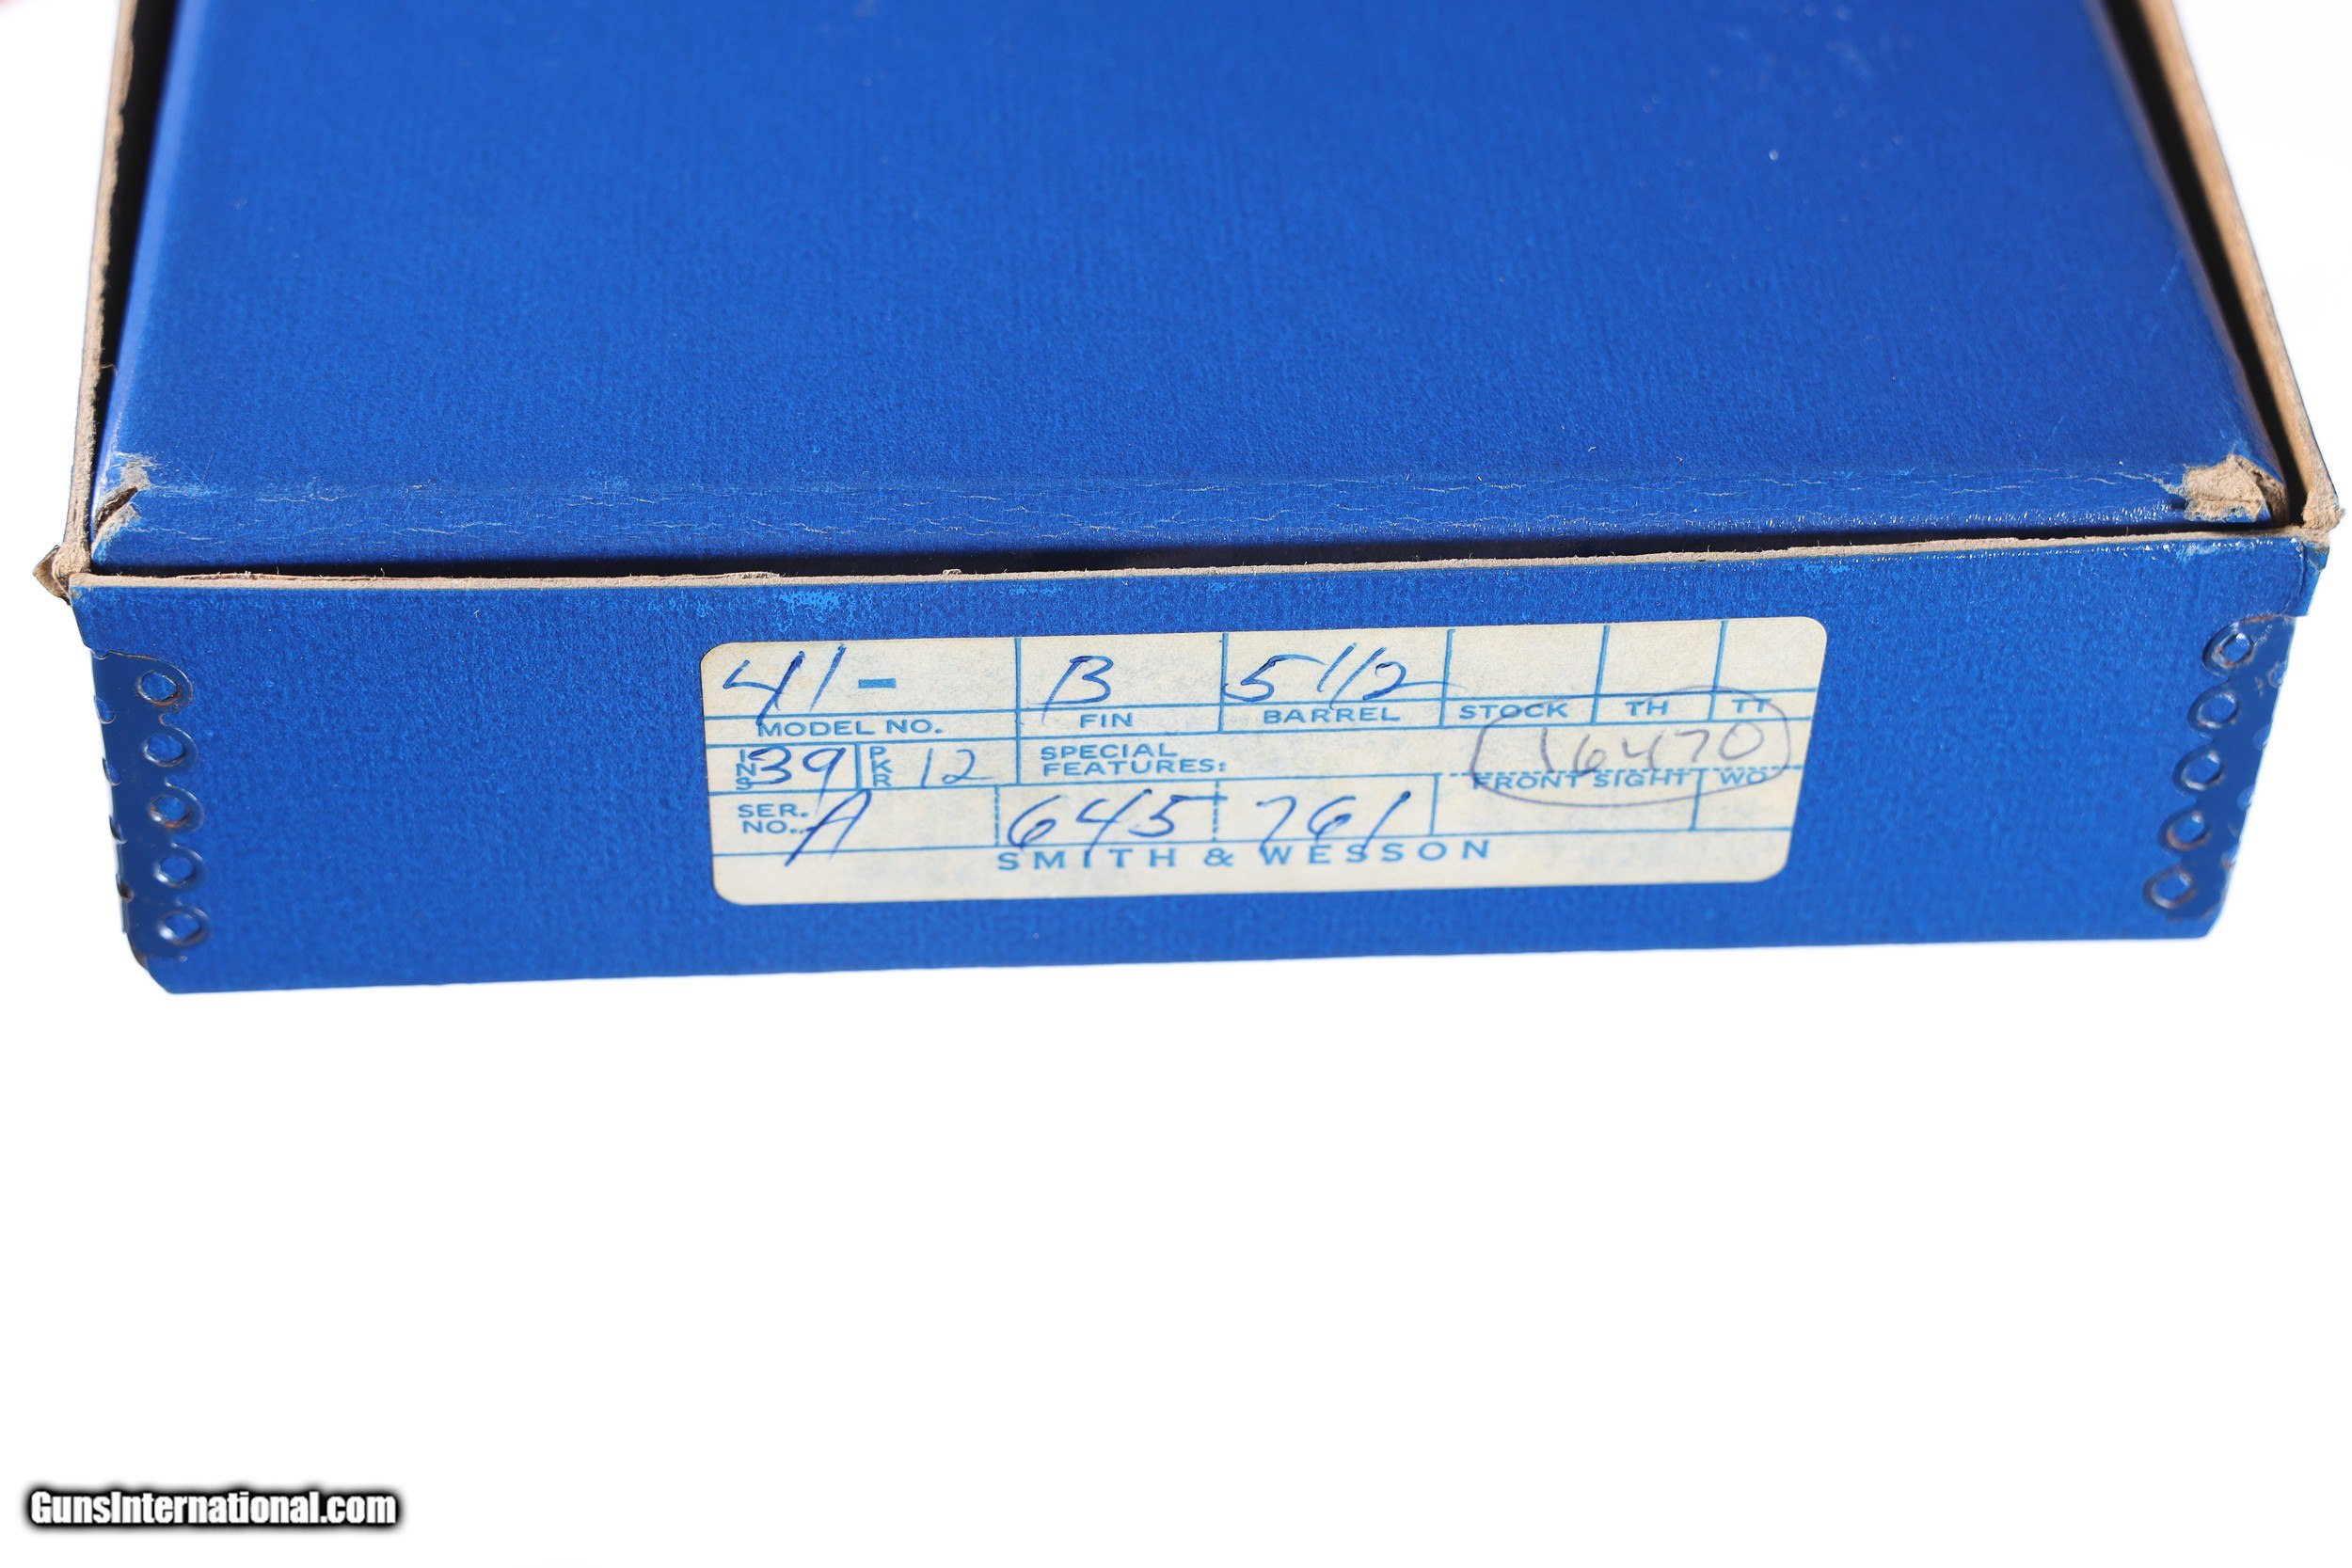 41- B 5 1/2
MODEL NO. FIN BARREL STOCK TH TT
INS 39 PKR 12 SPECIAL FEATURES: 16470
FRONT SIGHT WO
SER. NO. A 645 761
SMITH & WESSON
GunsInternational.com